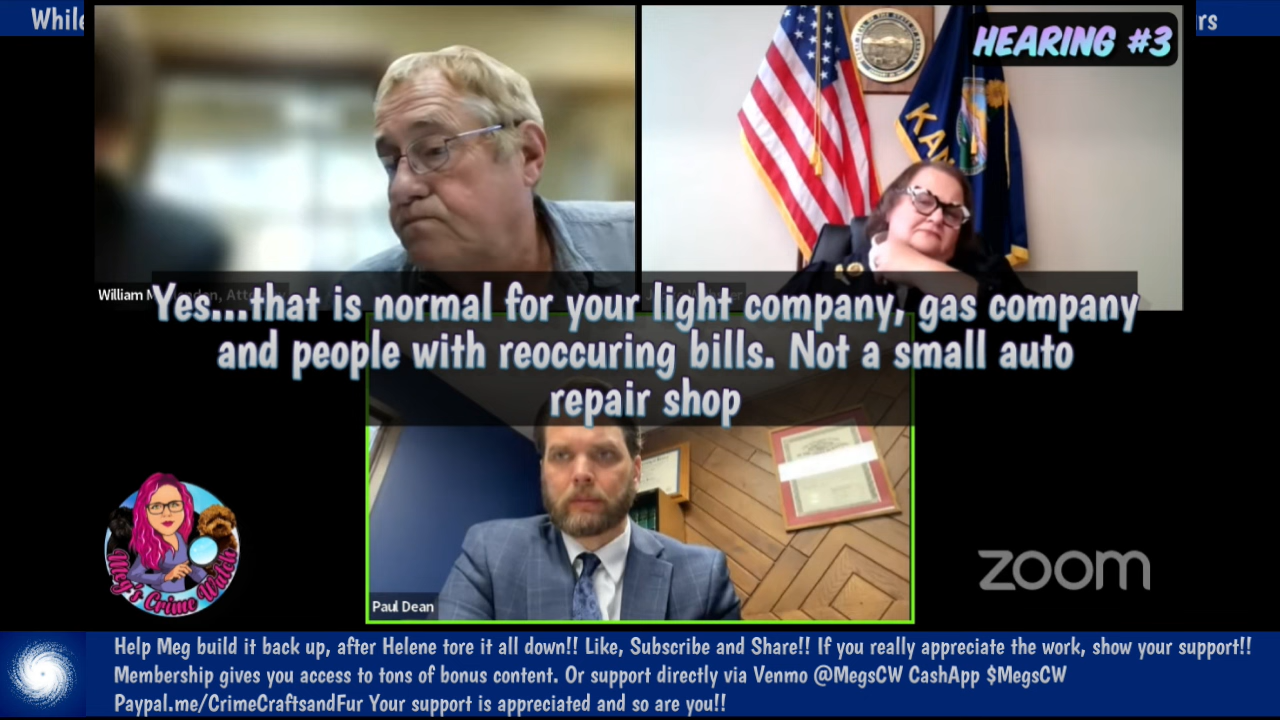 While
rs
HEARING #3
KAN
William M
Yes...that is normal for your light company, gas company
and people with reoccuring bills. Not a small auto
repair shop
Paul Dean
Meg's Crime Watch
zoom
Help Meg build it back up, after Helene tore it all down!! Like, Subscribe and Share!! If you really appreciate the work, show your support!!
Membership gives you access to tons of bonus content. Or support directly via Venmo @MegsCW CashApp $MegsCW
Paypal.me/CrimeCraftsandFur Your support is appreciated and so are you!!